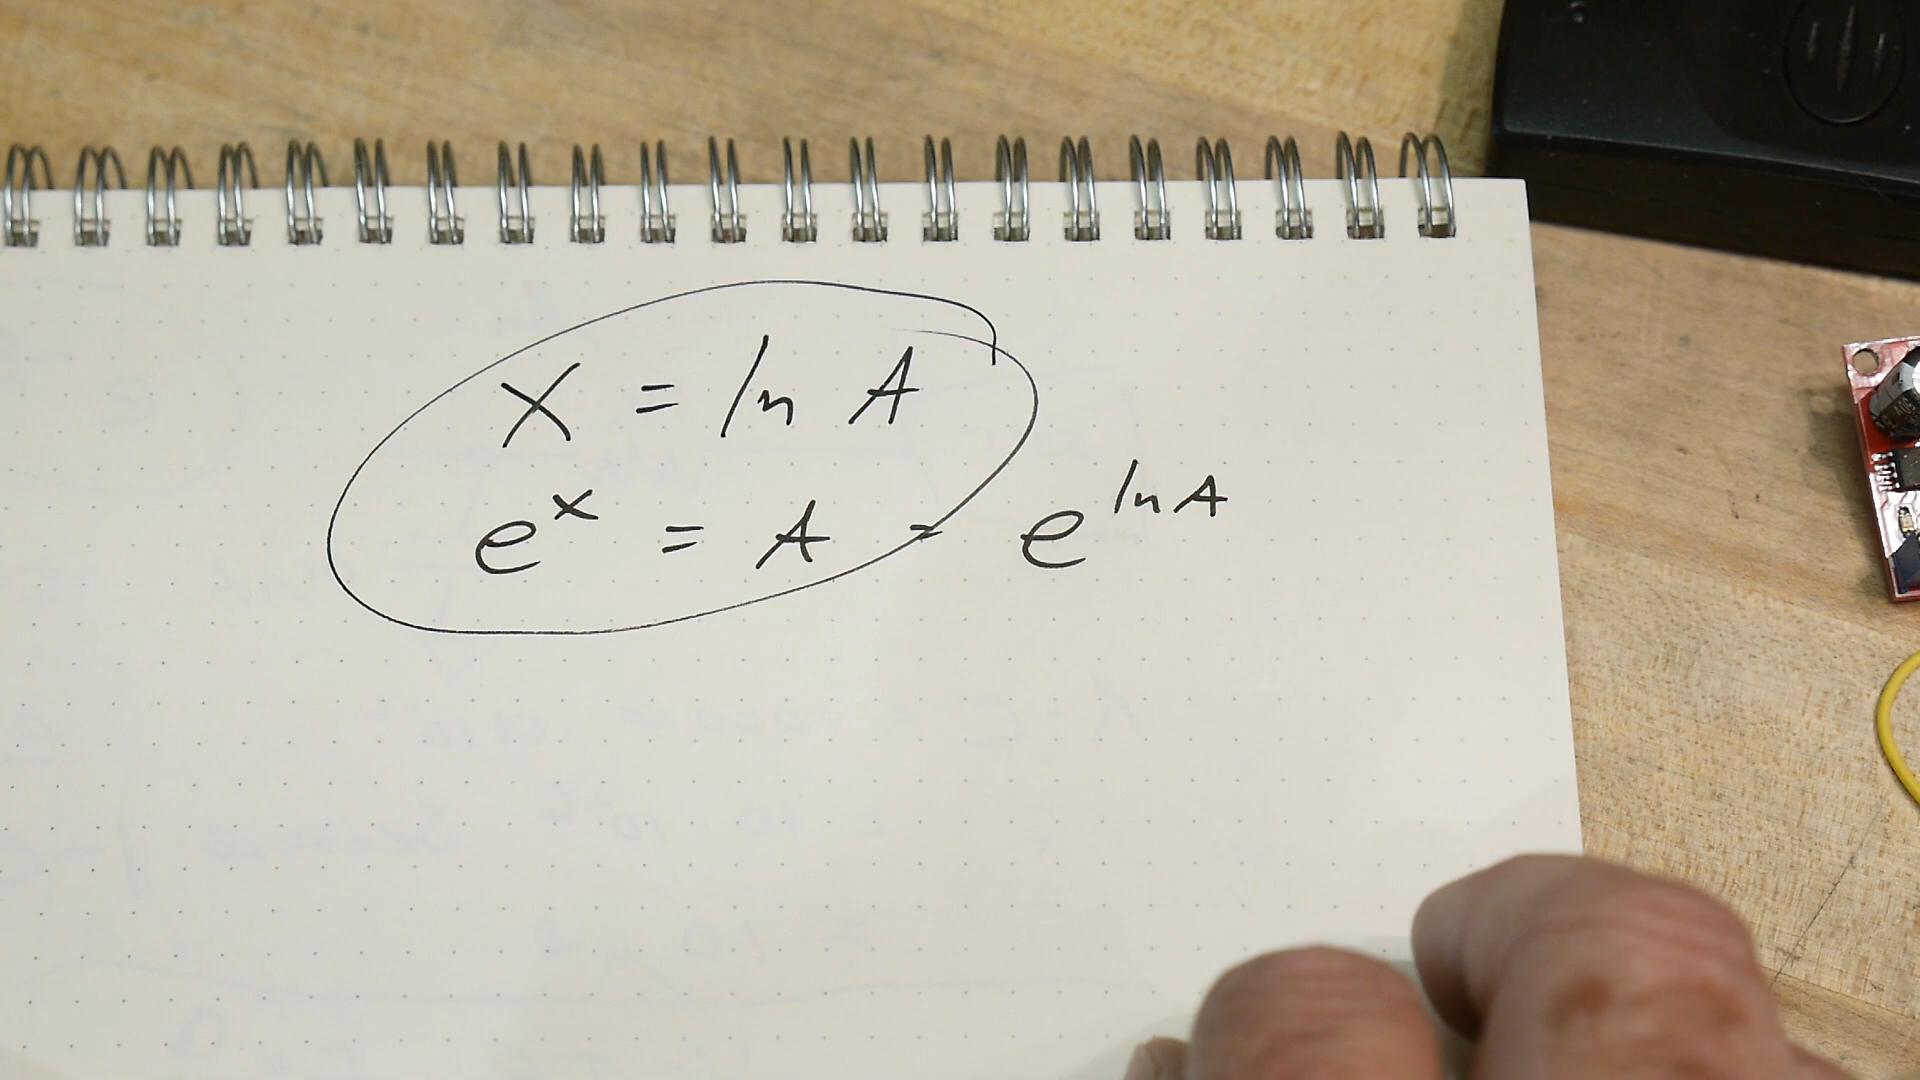 X = ln A
e^x = A = e^ln A